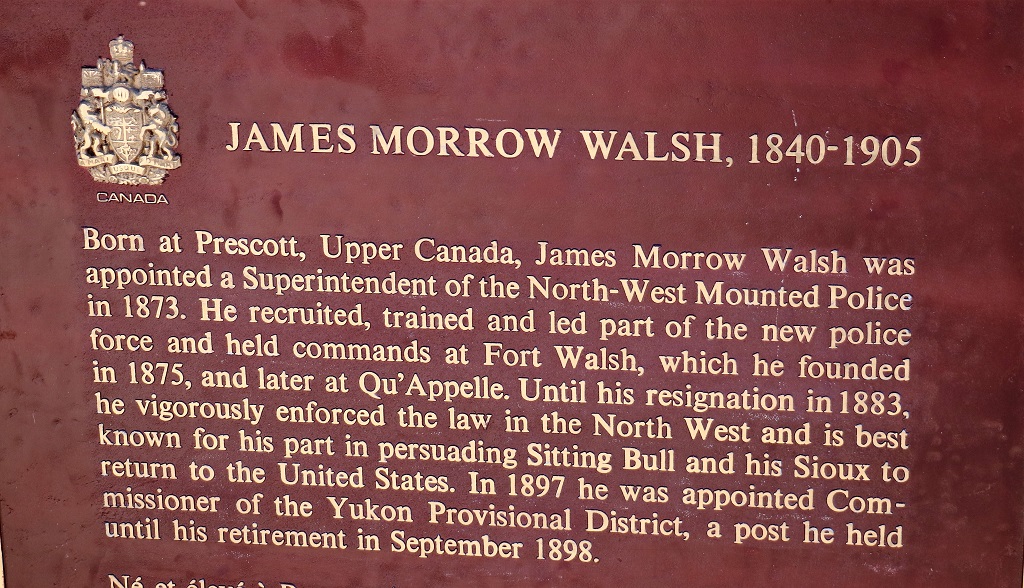 CANADA
JAMES MORROW WALSH, 1840-1905
Born at Prescott, Upper Canada, James Morrow Walsh was
appointed a Superintendent of the North-West Mounted Police
in 1873. He recruited, trained and led part of the new police
force and held commands at Fort Walsh, which he founded
in 1875, and later at Qu'Appelle. Until his resignation in 1883,
he vigorously enforced the law in the North West and is best
known for his part in persuading Sitting Bull and his Sioux to
return to the United States. In 1897 he was appointed Com-
missioner of the Yukon Provisional District, a post he held
until his retirement in September 1898.
Né et élevé à